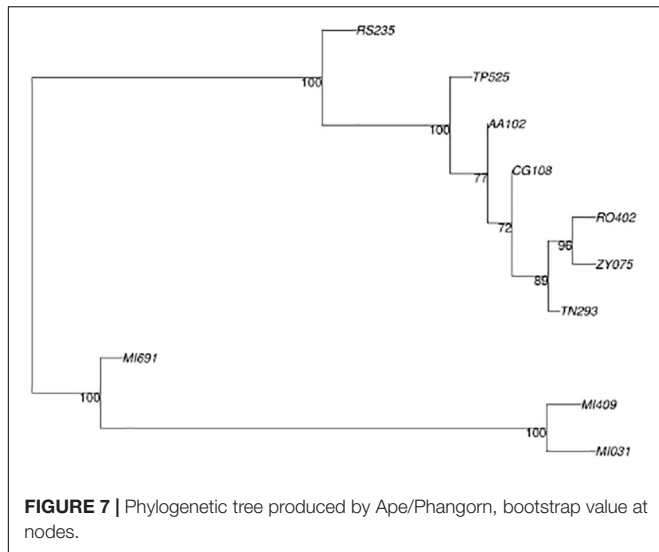 RS235
100
TP525
100
AA102
77
CG108
72
RO402
96
ZY075
89
TN293
MI691
100
MI409
100
MI031
FIGURE 7 | Phylogenetic tree produced by Ape/Phangorn, bootstrap value at
nodes.